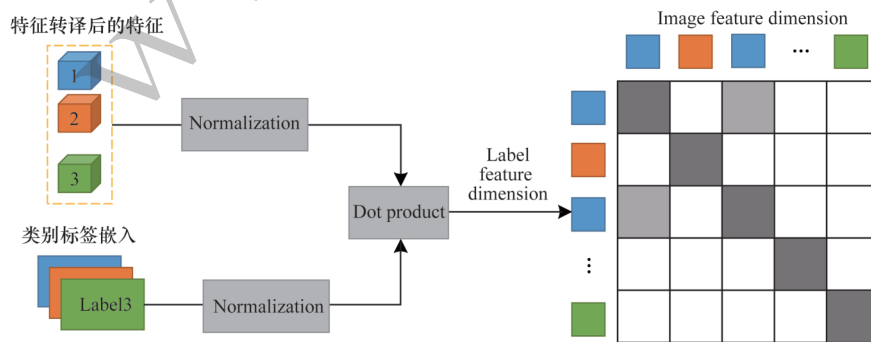 特征转译后的特征
1
2
3
Normalization
类别标签嵌入
Label3
Normalization
Dot product
Label
feature
dimension
Image feature dimension
...
⋮